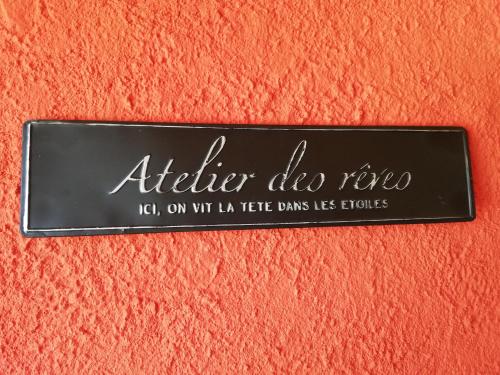 Atelier des rêves
ICI, ON VIT LA TETE DANS LES ETOILES